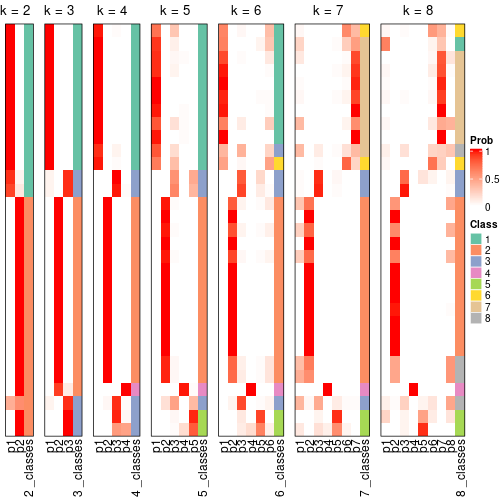 k = 2 k = 3 k = 4 k = 5 k = 6 k = 7 k = 8
Prob
1
0.5
0
Class
1
2
3
4
5
6
7
8
p1 p2 2_classes p1 p2 p3 3_classes p1 p2 p3 p4 4_classes p1 p2 p3 p4 p5 5_classes p1 p2 p3 p4 p5 p6 6_classes p1 p2 p3 p4 p5 p6 p7 7_classes p1 p2 p3 p4 p5 p6 p7 p8 8_classes